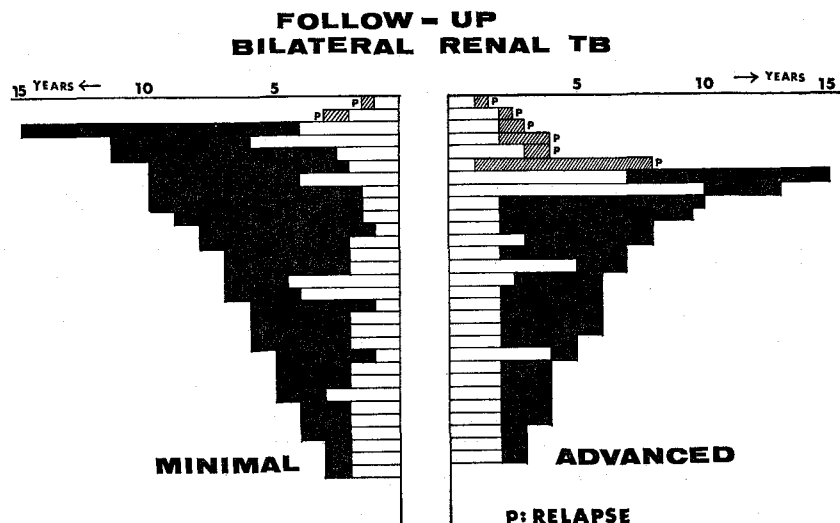 FOLLOW-UP
BILATERAL RENAL TB
15 YEARS ← 10 5
5 10 → YEARS 15
P
P
P
P
P
P
P
P
MINIMAL
ADVANCED
P: RELAPSE